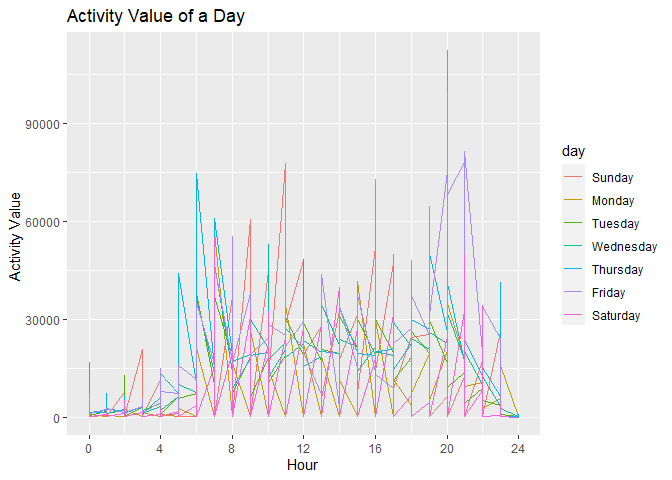 Activity Value of a Day
Activity Value
90000
60000
30000
0
0 4 8 12 16 20 24
Hour
day
Sunday
Monday
Tuesday
Wednesday
Thursday
Friday
Saturday